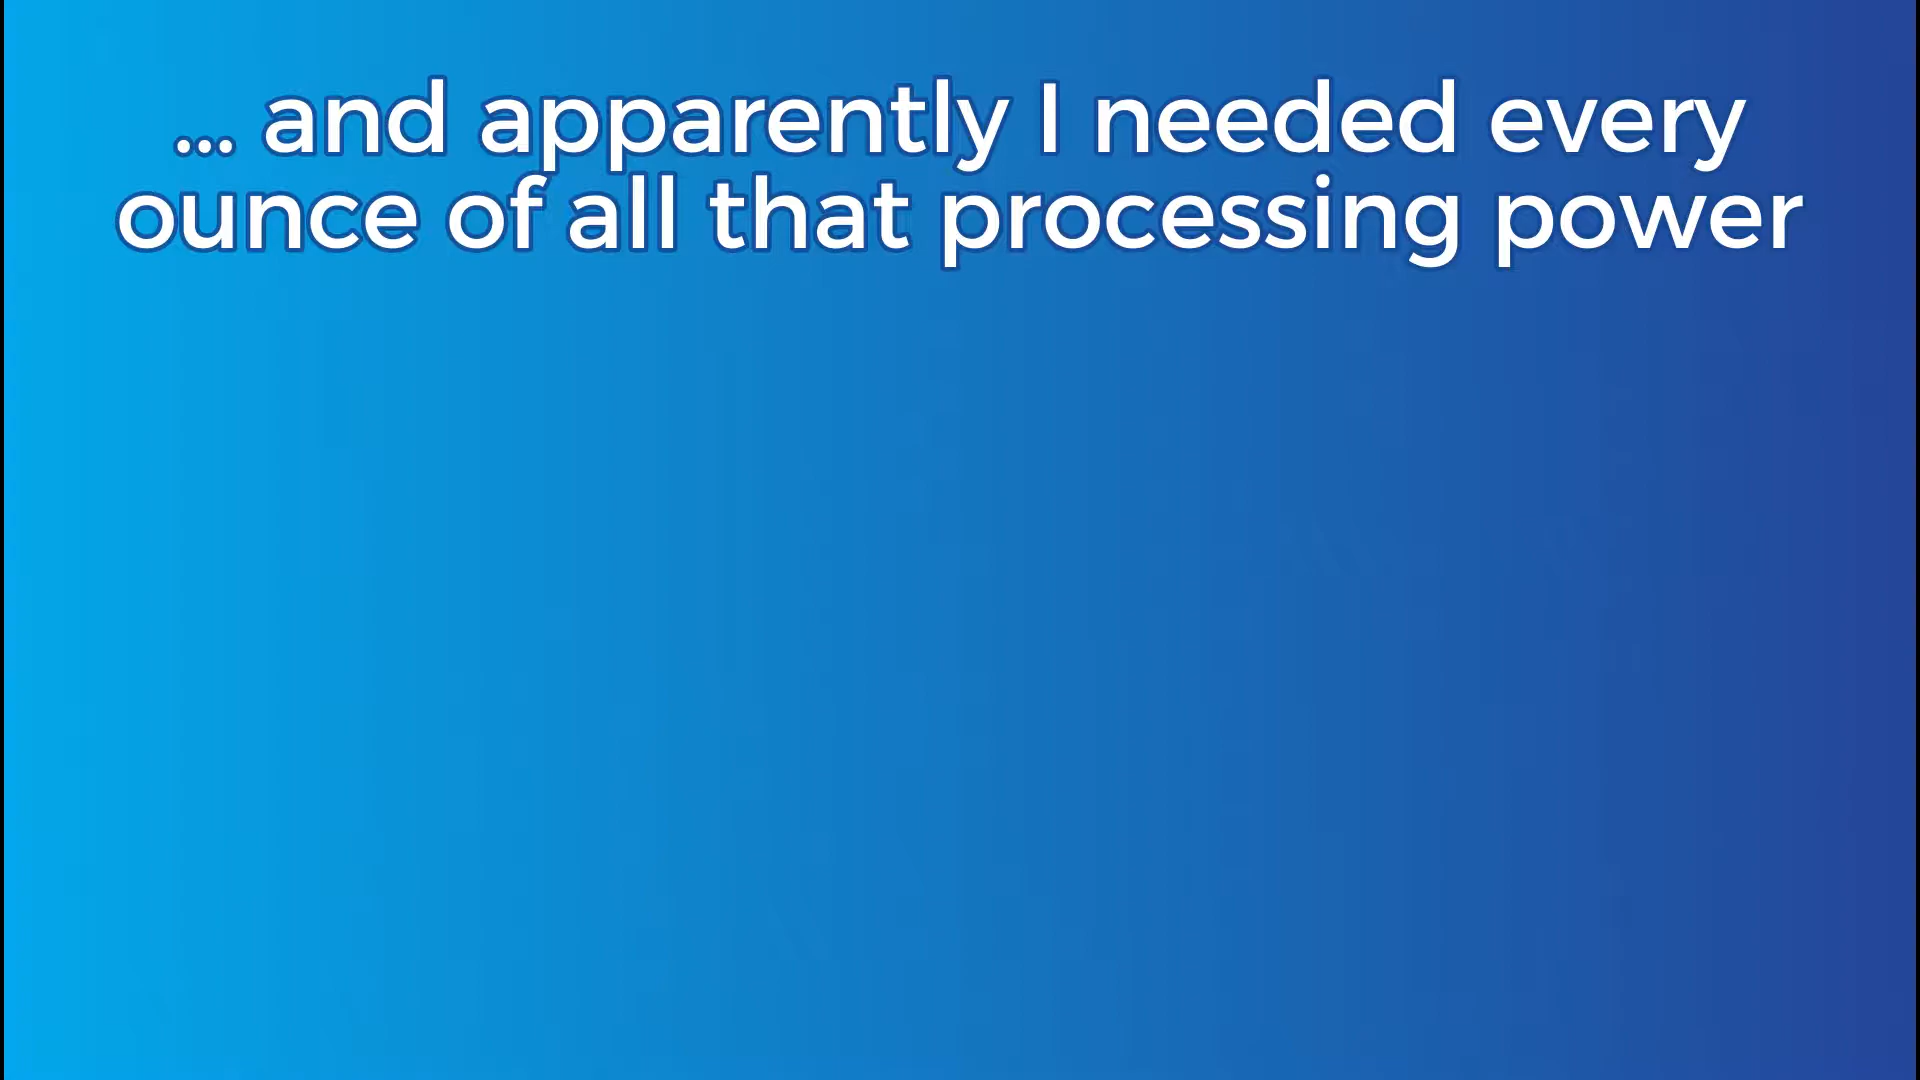 ... and apparently I needed every
ounce of all that processing power